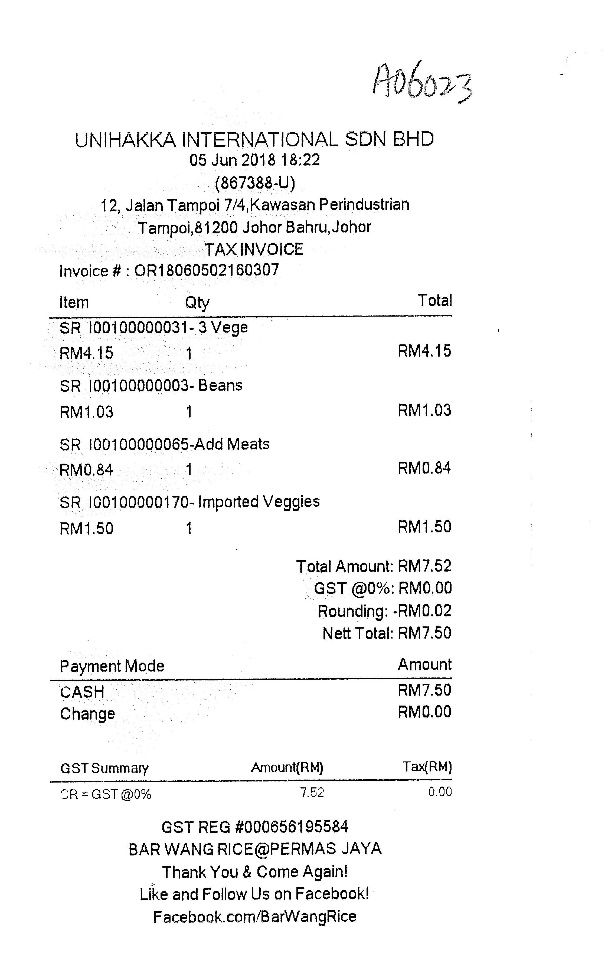 A06023
UNIHAKKA INTERNATIONAL SDN BHD
05 Jun 2018 18:22
(867388-U)
12, Jalan Tampoi 7/4,Kawasan Perindustrian
Tampoi,81200 Johor Bahru,Johor
TAX INVOICE
Invoice # : OR18060502160307
Item Qty Total
SR I00100000031- 3 Vege
RM4.15 1 RM4.15
SR I00100000003- Beans
RM1.03 1 RM1.03
SR I00100000065-Add Meats
RM0.84 1 RM0.84
SR I00100000170- Imported Veggies
RM1.50 1 RM1.50
Total Amount: RM7.52
GST @0%: RM0.00
Rounding: -RM0.02
Nett Total: RM7.50
Payment Mode Amount
CASH RM7.50
Change RM0.00
GST Summary Amount(RM) Tax(RM)
SR = GST @0% 7.52 0.00
GST REG #000656195584
BAR WANG RICE@PERMAS JAYA
Thank You & Come Again!
Like and Follow Us on Facebook!
Facebook.com/BarWangRice